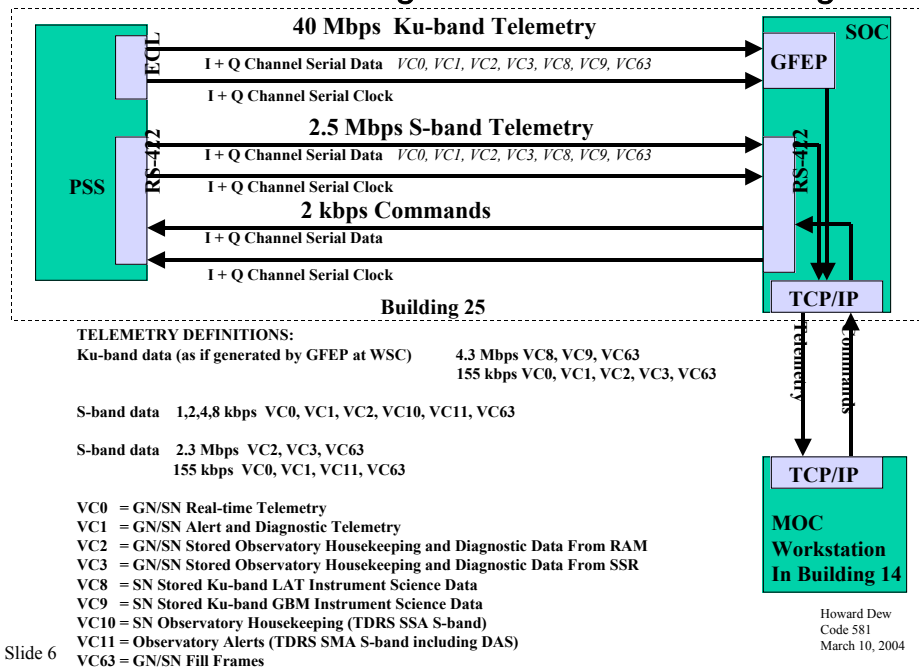 40 Mbps Ku-band Telemetry
SOC
ECL
GFEP
I + Q Channel Serial Data VC0, VC1, VC2, VC3, VC8, VC9, VC63
I + Q Channel Serial Clock
2.5 Mbps S-band Telemetry
RS-422
RS-422
I + Q Channel Serial Data VC0, VC1, VC2, VC3, VC8, VC9, VC63
PSS
I + Q Channel Serial Clock
2 kbps Commands
I + Q Channel Serial Data
I + Q Channel Serial Clock
TCP/IP
Building 25
Telemetry
Commands
TELEMETRY DEFINITIONS:
Ku-band data (as if generated by GFEP at WSC) 4.3 Mbps VC8, VC9, VC63
155 kbps VC0, VC1, VC2, VC3, VC63
S-band data 1,2,4,8 kbps VC0, VC1, VC2, VC10, VC11, VC63
S-band data 2.3 Mbps VC2, VC3, VC63
155 kbps VC0, VC1, VC11, VC63
TCP/IP
MOC
Workstation
In Building 14
VC0 = GN/SN Real-time Telemetry
VC1 = GN/SN Alert and Diagnostic Telemetry
VC2 = GN/SN Stored Observatory Housekeeping and Diagnostic Data From RAM
VC3 = GN/SN Stored Observatory Housekeeping and Diagnostic Data From SSR
VC8 = SN Stored Ku-band LAT Instrument Science Data
VC9 = SN Stored Ku-band GBM Instrument Science Data
VC10 = SN Observatory Housekeeping (TDRS SSA S-band)
VC11 = Observatory Alerts (TDRS SMA S-band including DAS)
VC63 = GN/SN Fill Frames
Howard Dew
Code 581
March 10, 2004
Slide 6